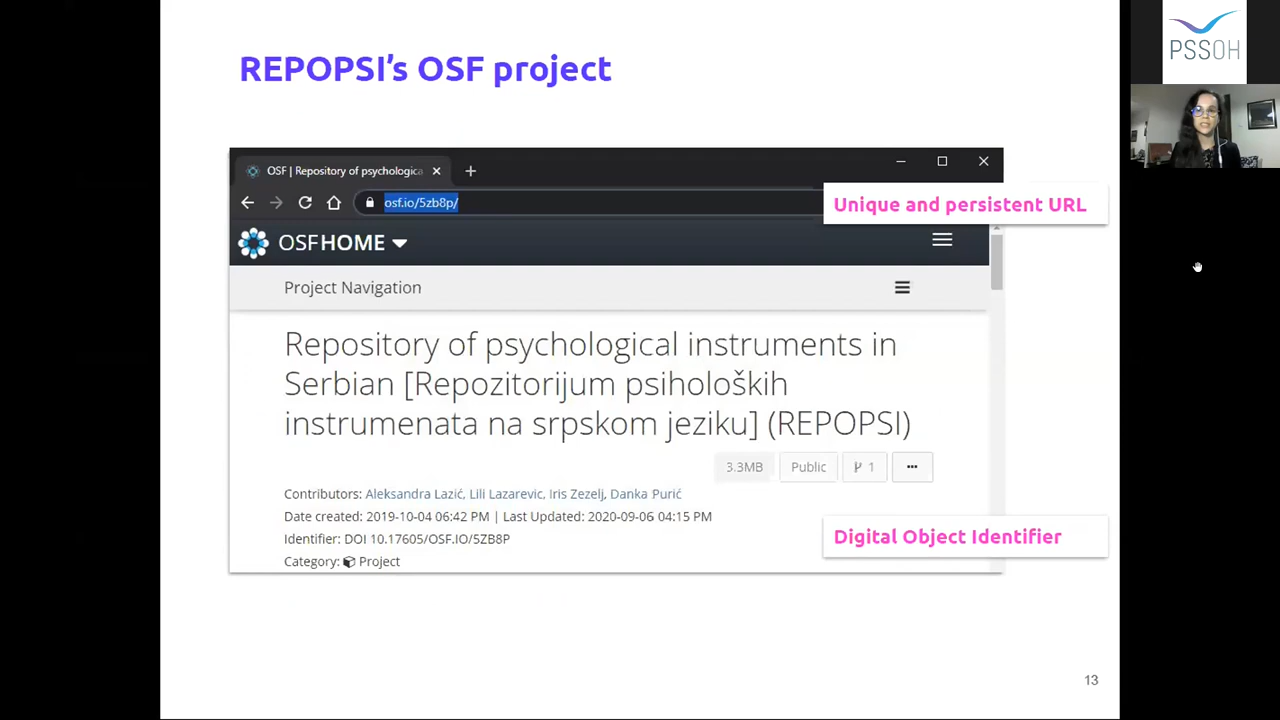 REPOPSI's OSF project
PSSOH
OSF | Repository of psychologica
osf.io/5zb8p/
Unique and persistent URL
OSFHOME
Project Navigation
Repository of psychological instruments in
Serbian [Repozitorijum psiholoških
instrumenata na srpskom jeziku] (REPOPSI)
3.3MB
Public
1
Contributors: Aleksandra Lazić, Lili Lazarevic, Iris Zezelj, Danka Purić
Date created: 2019-10-04 06:42 PM | Last Updated: 2020-09-06 04:15 PM
Identifier: DOI 10.17605/OSF.IO/5ZB8P
Digital Object Identifier
Category: Project
13